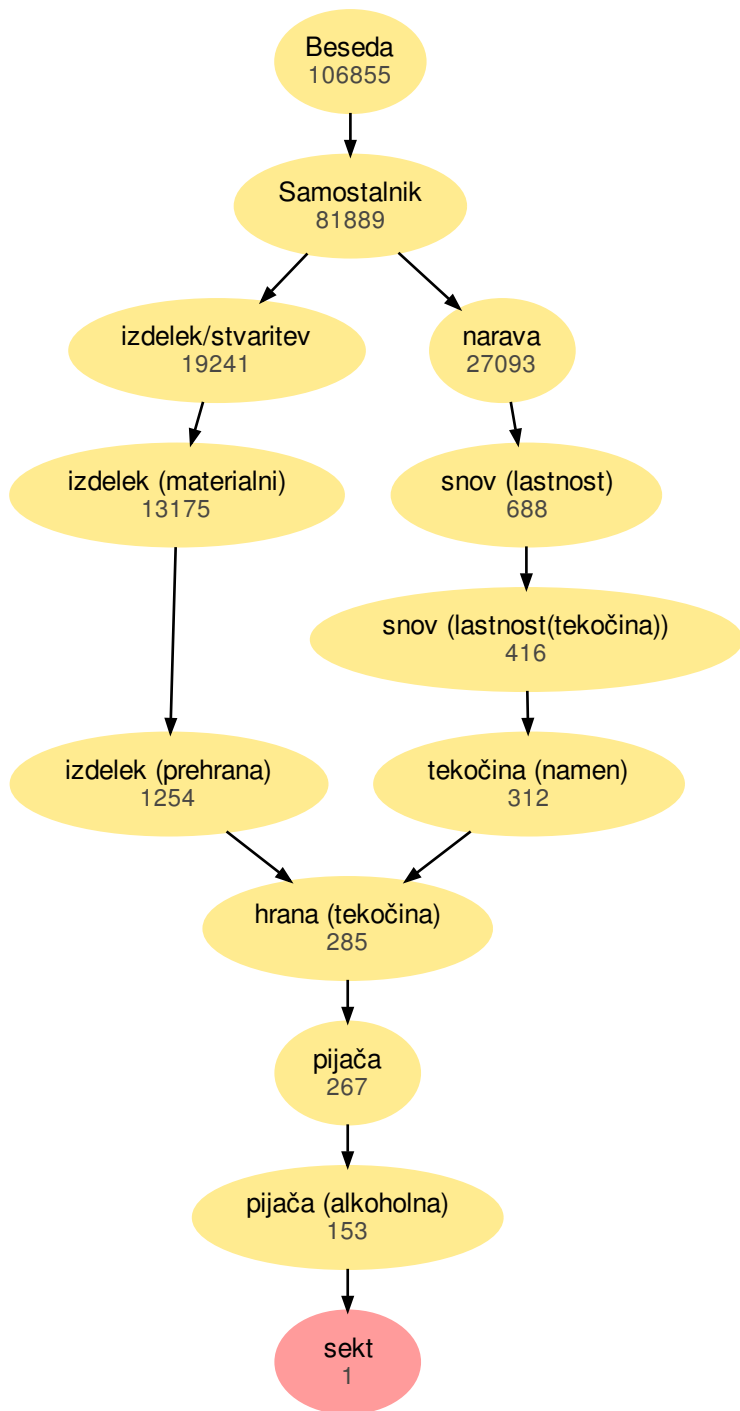 Beseda
106855
Samostalnik
81889
izdelek/stvaritev
19241
narava
27093
izdelek (materialni)
13175
snov (lastnost)
688
snov (lastnost(tekočina))
416
izdelek (prehrana)
1254
tekočina (namen)
312
hrana (tekočina)
285
pijača
267
pijača (alkoholna)
153
sekt
1